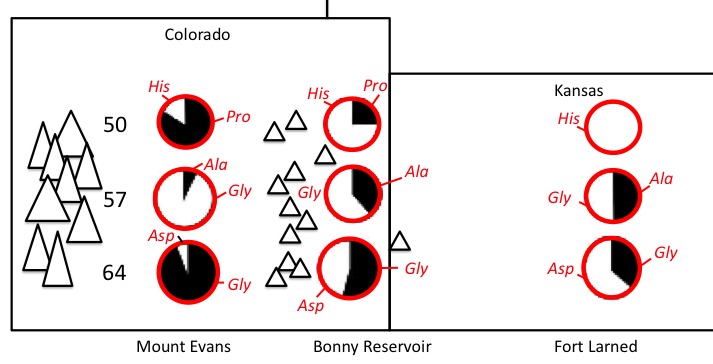 Colorado
Kansas
50
His
Pro
His
Pro
His
57
Ala
Gly
Gly
Ala
Gly
Ala
64
Asp
Gly
Asp
Gly
Asp
Gly
Mount Evans
Bonny Reservoir
Fort Larned